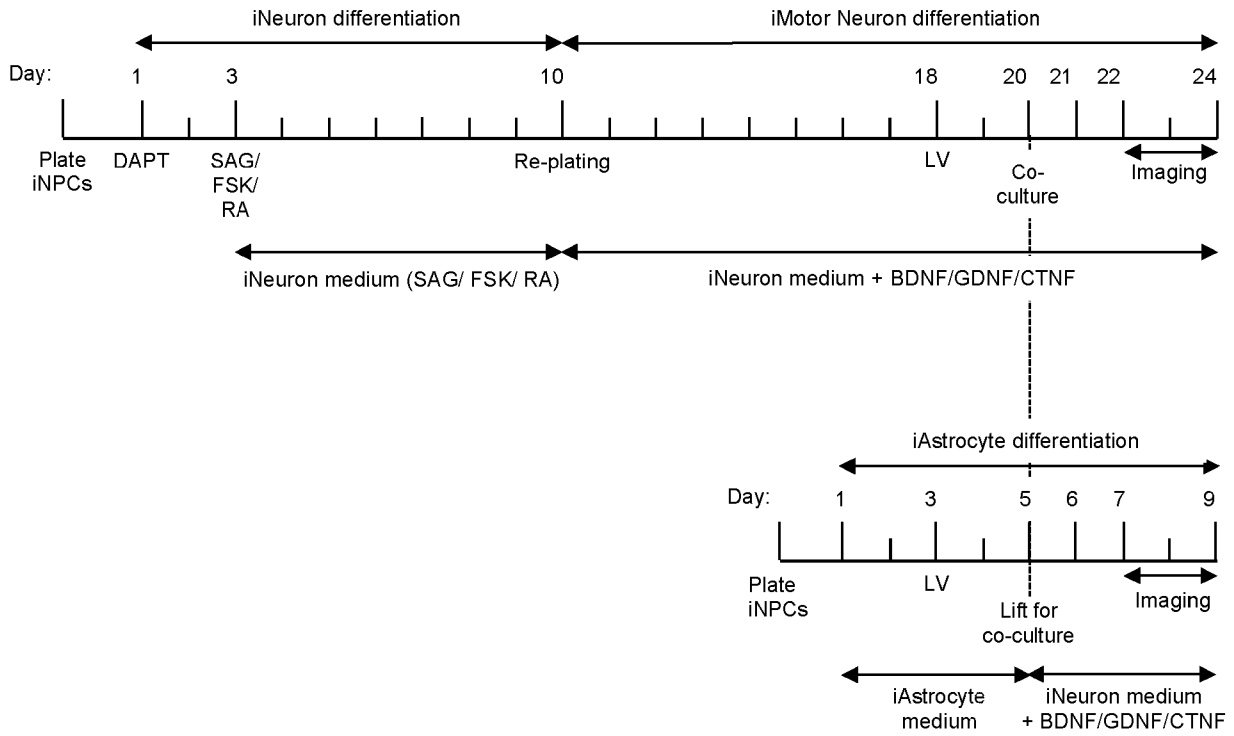 iNeuron differentiation
iMotor Neuron differentiation
Day: 1 3 10 18 20 21 22 24
Plate
iNPCs
DAPT
SAG/
FSK/
RA
Re-plating
LV
Co-
culture
Imaging
iNeuron medium (SAG/ FSK/ RA)
iNeuron medium + BDNF/GDNF/CTNF
iAstrocyte differentiation
Day: 1 3 5 6 7 9
Plate
iNPCs
LV
Lift for
co-culture
Imaging
iAstrocyte
medium
iNeuron medium
+ BDNF/GDNF/CTNF